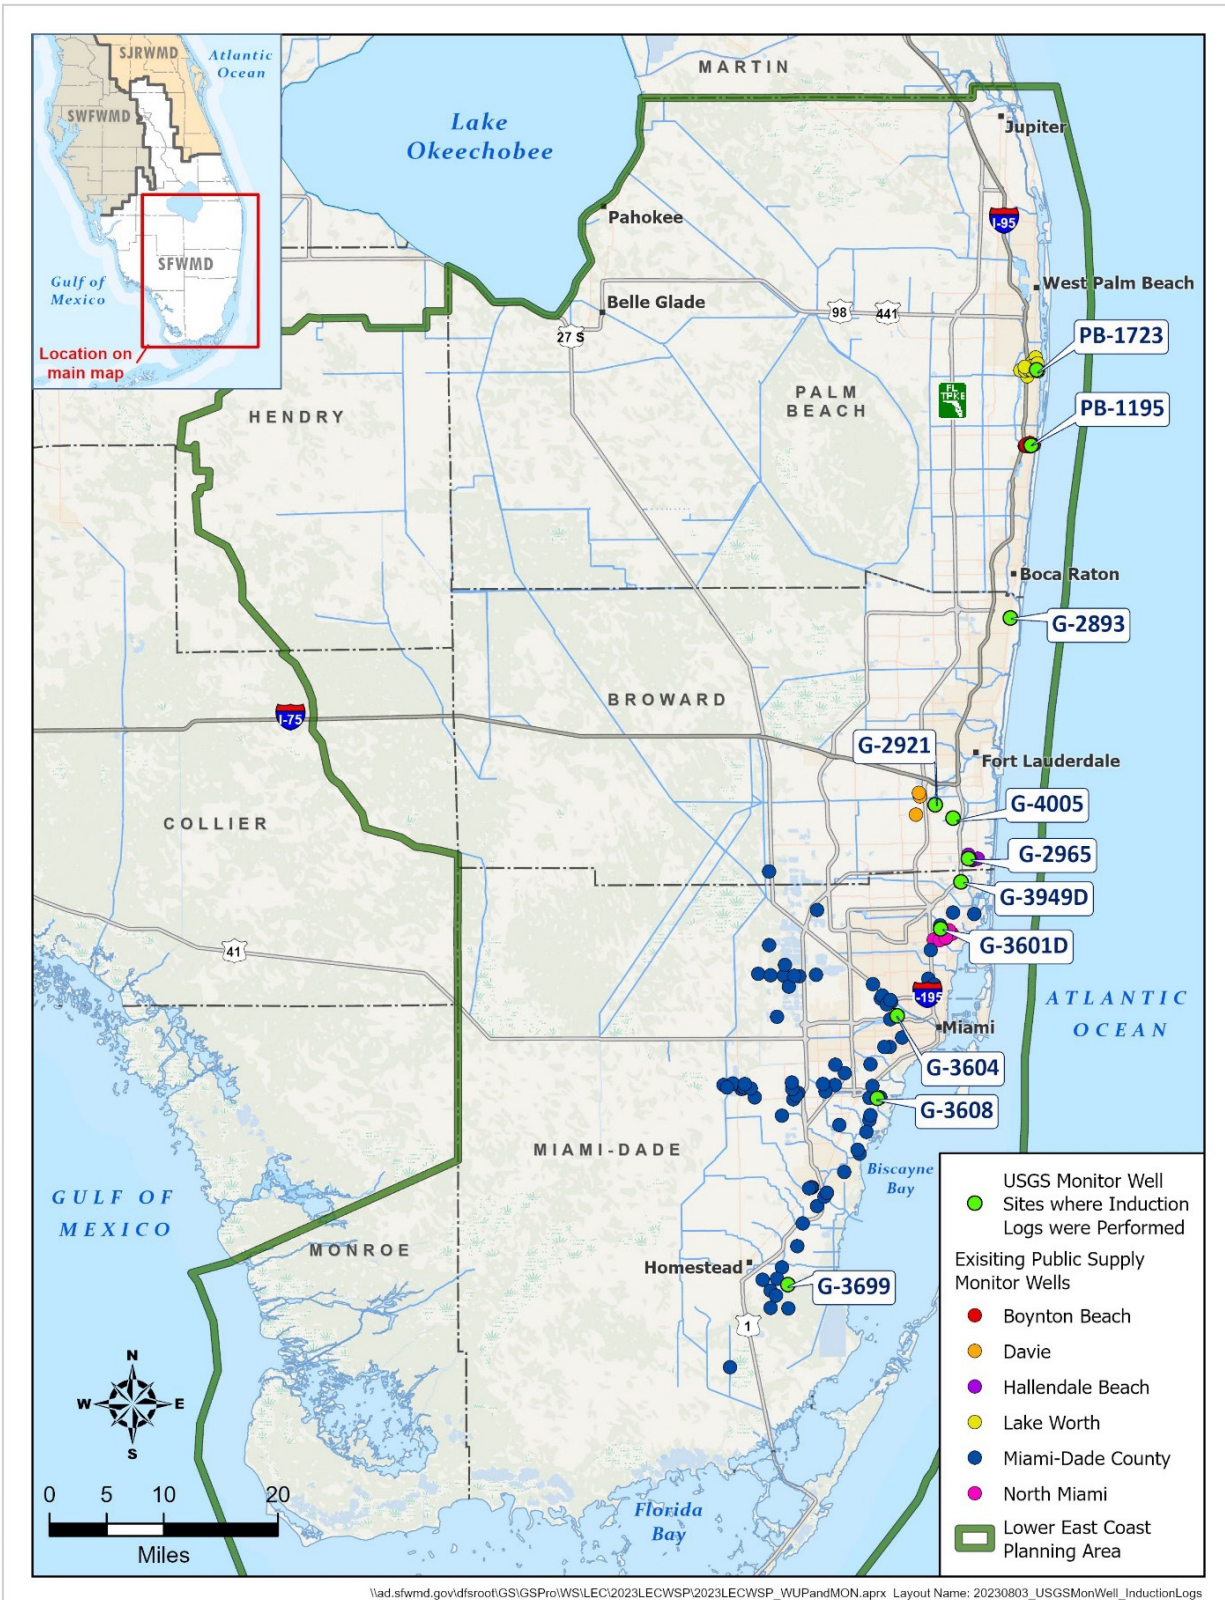 SJRWMD
Atlantic
Ocean
SWFWMD
SFWMD
Gulf of
Mexico
Location on
main map
MARTIN
Lake
Okeechobee
Jupiter
Pahokee
I-95
West Palm Beach
Belle Glade
98
441
27 S
PB-1723
PALM
BEACH
FL
TPKE
HENDRY
PB-1195
Boca Raton
G-2893
BROWARD
I-75
G-2921
Fort Lauderdale
G-4005
COLLIER
G-2965
G-3949D
41
G-3601D
I-195
ATLANTIC
OCEAN
Miami
G-3604
G-3608
MIAMI-DADE
Biscayne
Bay
GULF OF
MEXICO
MONROE
Homestead
G-3699
1
USGS Monitor Well
Sites where Induction
Logs were Performed
Exisiting Public Supply
Monitor Wells
Boynton Beach
Davie
Hallendale Beach
Lake Worth
Miami-Dade County
North Miami
Lower East Coast
Planning Area
N
W E
S
0 5 10 20
Miles
Florida
Bay
\\ad.sfwmd.gov\dfsroot\GS\GSPro\WS\LEC\2023LECWSP\2023LECWSP_WUPandMON.aprx Layout Name: 20230803_USGSMonWell_InductionLogs